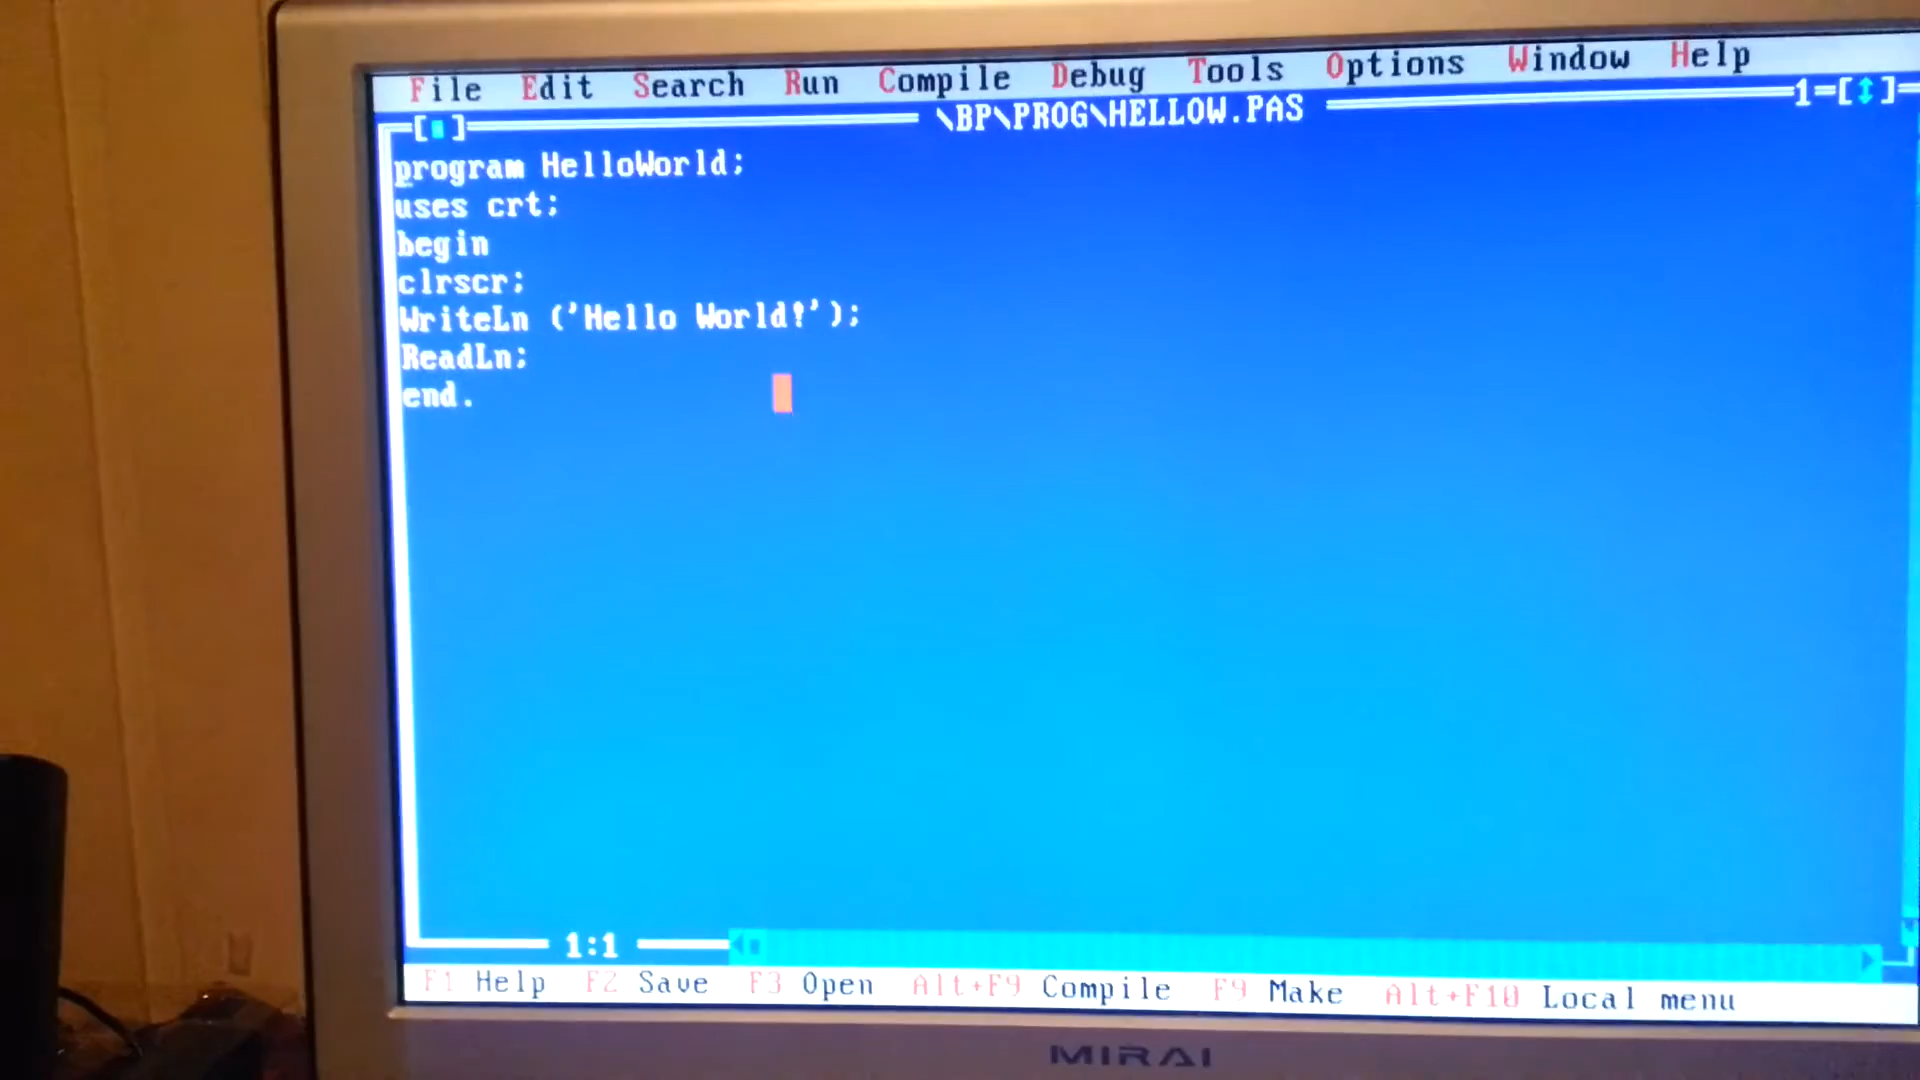 File Edit Search Run Compile Debug Tools Options Window Help
[■] \BP\PROG\HELLOW.PAS 1=[↕]
program HelloWorld;
uses crt;
begin
clrscr;
WriteLn ('Hello World!');
ReadLn;
end.
1:1
F1 Help F2 Save F3 Open Alt+F9 Compile F9 Make Alt+F10 Local menu
MIRAI